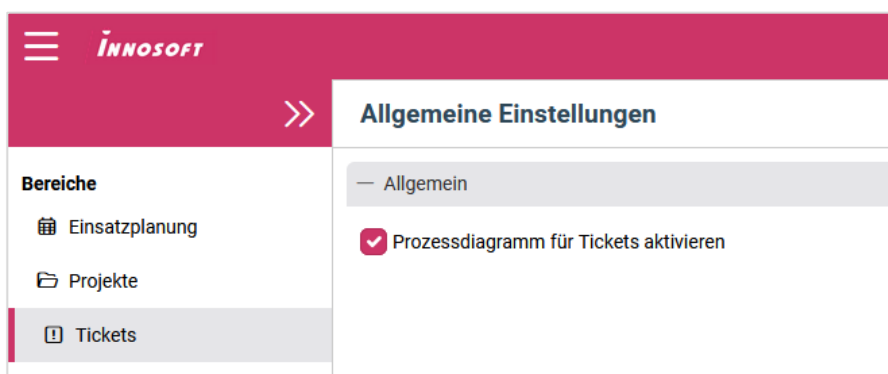 INNOSOFT
Allgemeine Einstellungen
Bereiche
Einsatzplanung
Projekte
Tickets
Allgemein
Prozessdiagramm für Tickets aktivieren